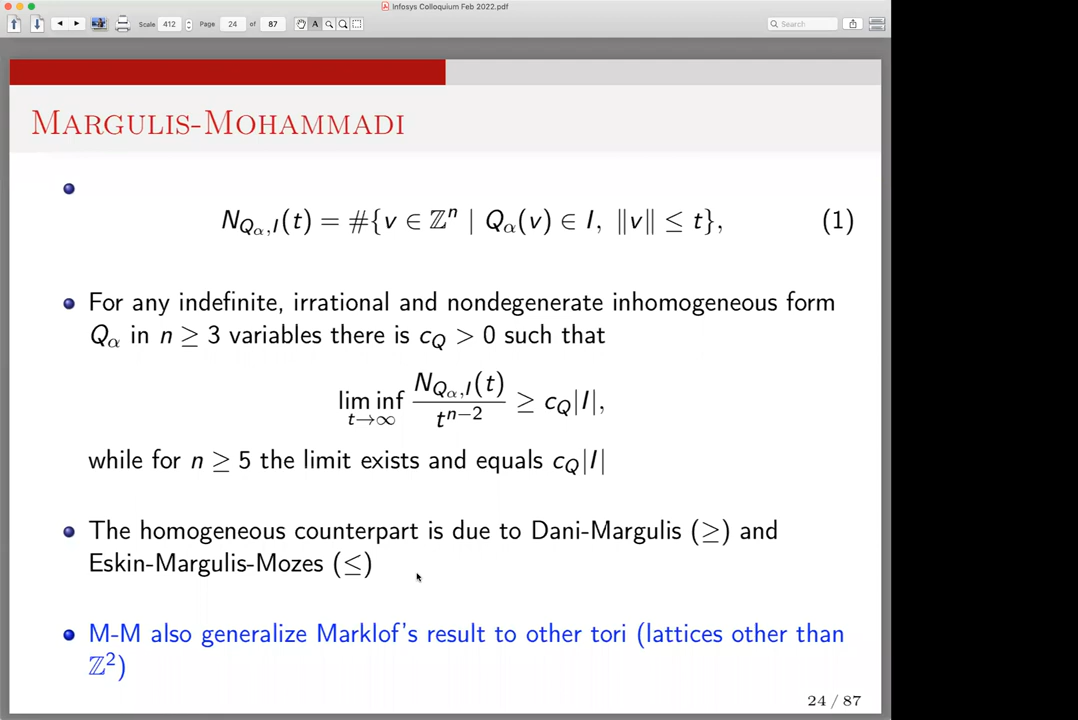 Infosys Colloquium Feb 2022.pdf
Scale 412 Page 24 of 87 Search
Margulis-Mohammadi
N_{Q_α,I}(t) = #{v ∈ ℤⁿ | Q_α(v) ∈ I, ‖v‖ ≤ t}, (1)
For any indefinite, irrational and nondegenerate inhomogeneous form
Q_α in n ≥ 3 variables there is c_Q > 0 such that
lim inf_{t→∞} N_{Q_α,I}(t) / t^{n−2} ≥ c_Q|I|,
while for n ≥ 5 the limit exists and equals c_Q|I|
The homogeneous counterpart is due to Dani-Margulis (≥) and
Eskin-Margulis-Mozes (≤)
M-M also generalize Marklof's result to other tori (lattices other than
ℤ²)
24 / 87